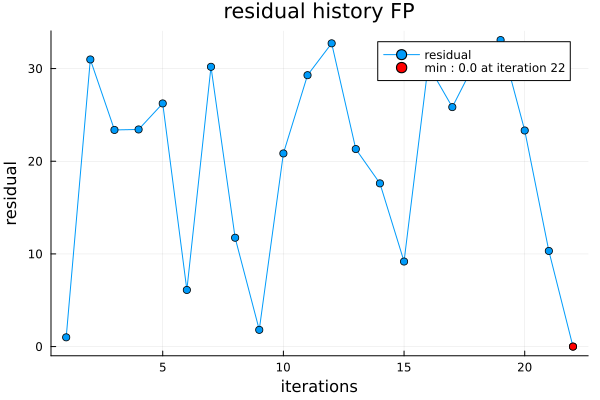 residual history FP
residual
min : 0.0 at iteration 22
residual
30
20
10
0
5
10
15
20
iterations